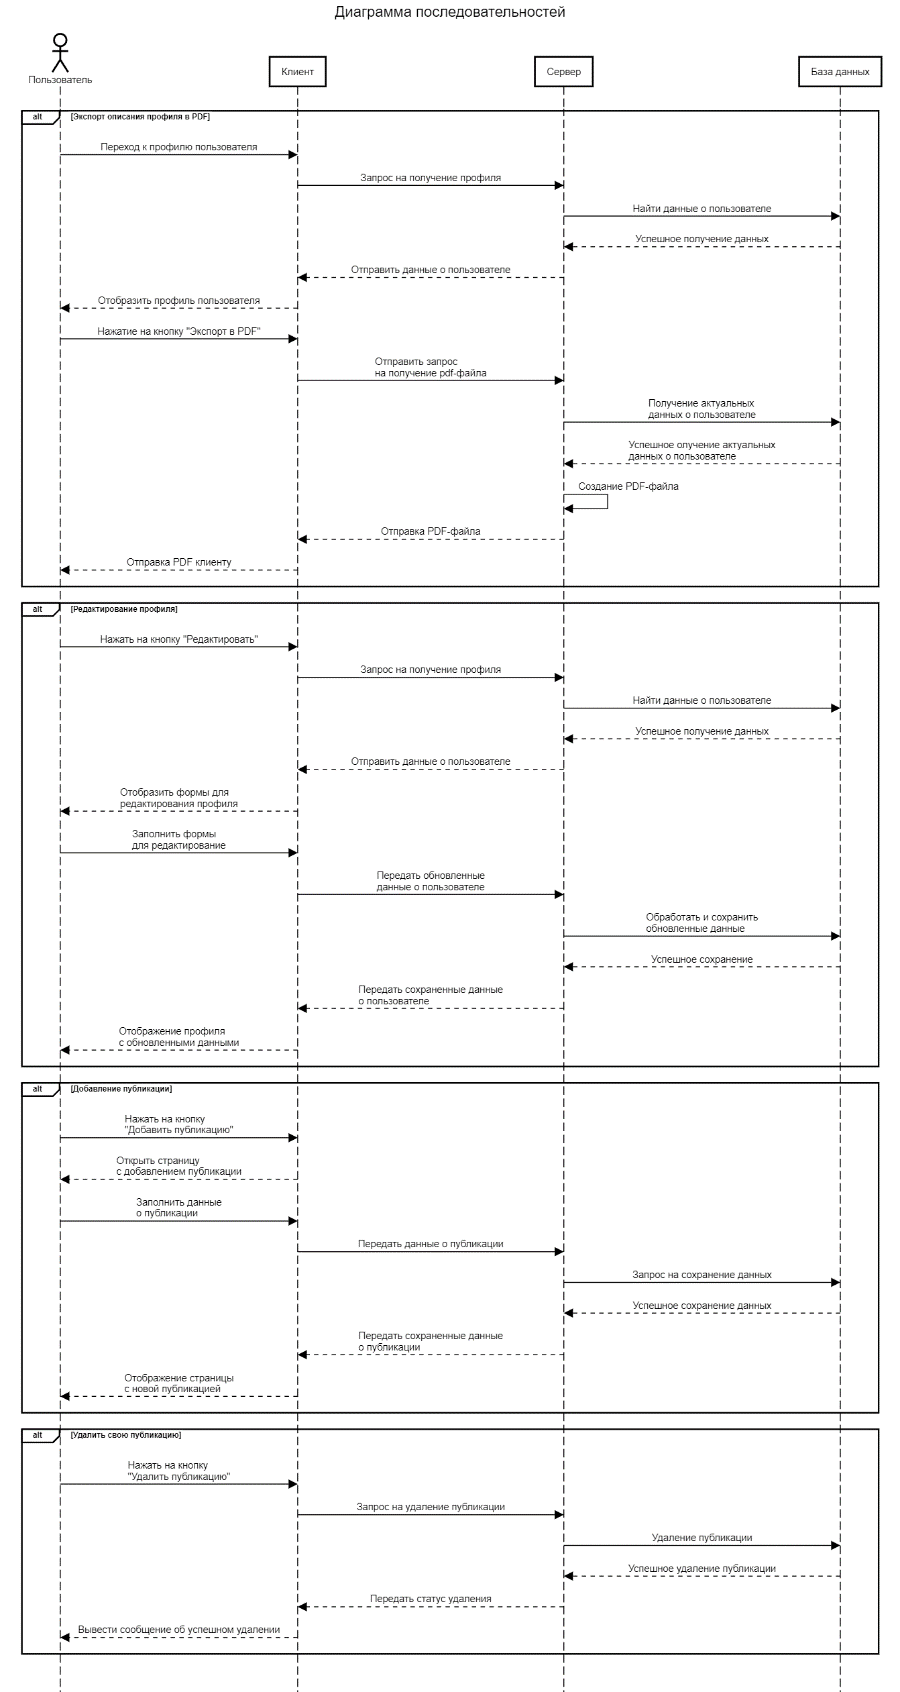 Диаграмма последовательностей
Пользователь
Клиент
Сервер
База данных
alt
[Экспорт описания профиля в PDF]
Переход к профилю пользователя
Запрос на получение профиля
Найти данные о пользователе
Успешное получение данных
Отправить данные о пользователе
Отобразить профиль пользователя
Нажатие на кнопку "Экспорт в PDF"
Отправить запрос
на получение pdf-файла
Получение актуальных
данных о пользователе
Успешное олучение актуальных
данных о пользователе
Создание PDF-файла
Отправка PDF-файла
Отправка PDF клиенту
alt
[Редактирование профиля]
Нажать на кнопку "Редактировать"
Запрос на получение профиля
Найти данные о пользователе
Успешное получение данных
Отправить данные о пользователе
Отобразить формы для
редактирования профиля
Заполнить формы
для редактирование
Передать обновленные
данные о пользователе
Обработать и сохранить
обновленные данные
Успешное сохранение
Передать сохраненные данные
о пользователе
Отображение профиля
с обновленными данными
alt
[Добавление публикации]
Нажать на кнопку
"Добавить публикацию"
Открыть страницу
с добавлением публикации
Заполнить данные
о публикации
Передать данные о публикации
Запрос на сохранение данных
Успешное сохранение данных
Передать сохраненные данные
о публикации
Отображение страницы
с новой публикацией
alt
[Удалить свою публикацию]
Нажать на кнопку
"Удалить публикацию"
Запрос на удаление публикации
Удаление публикации
Успешное удаление публикации
Передать статус удаления
Вывести сообщение об успешном удалении